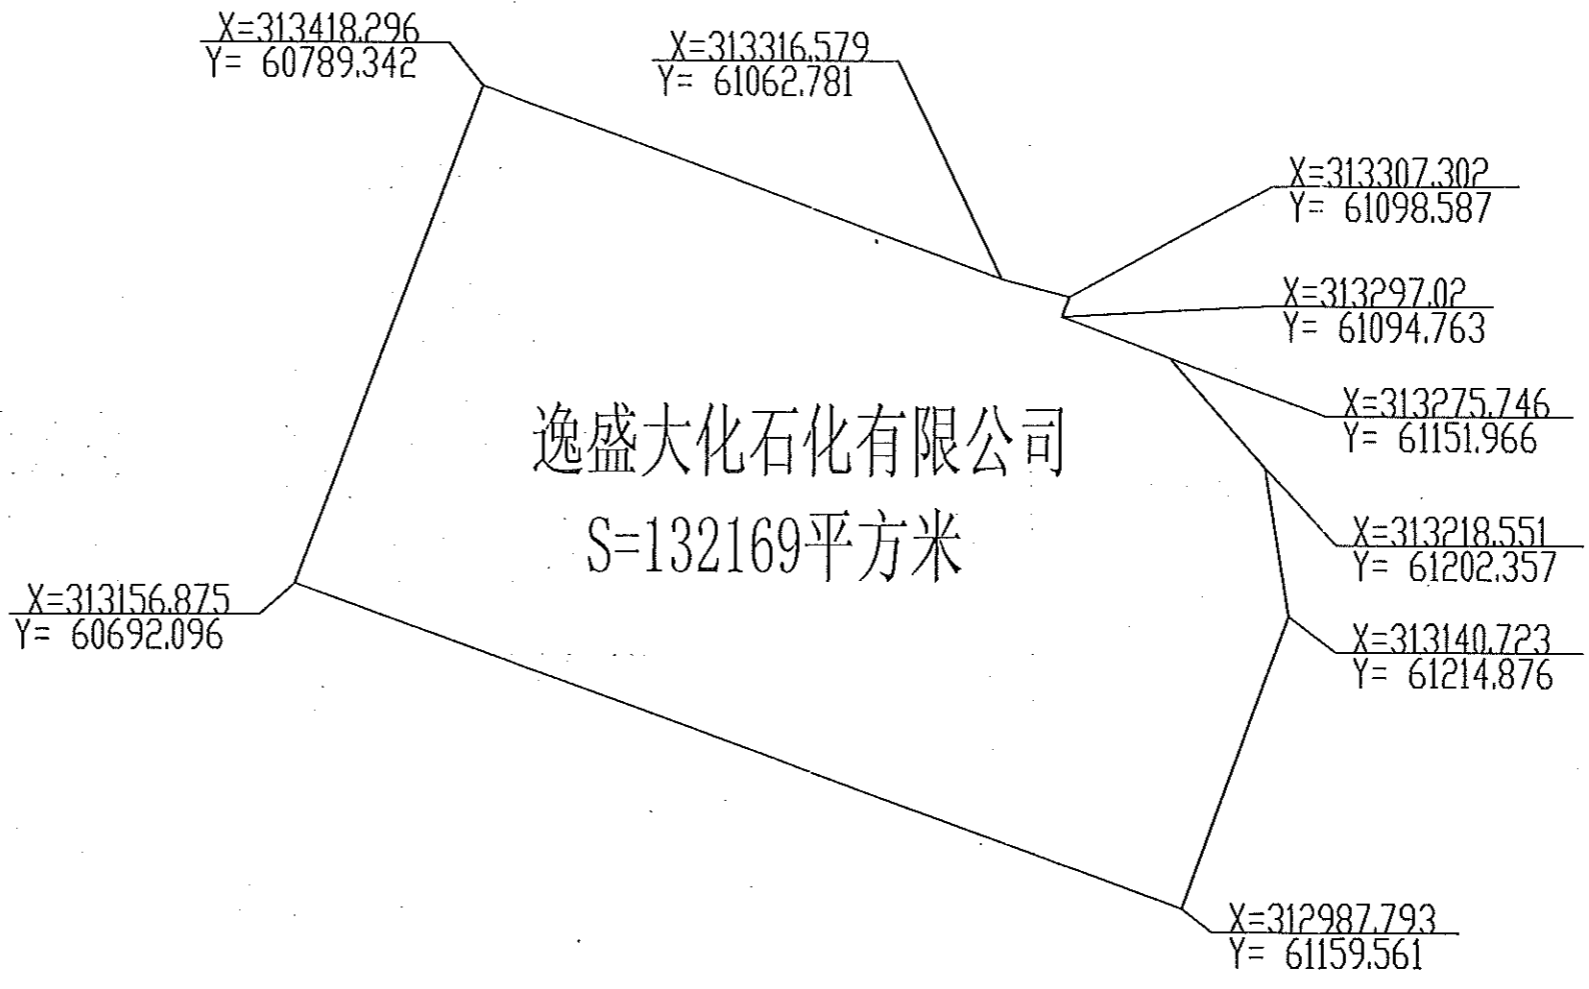 X=313418.296
Y= 60789.342
X=313316.579
Y= 61062.781
X=313307.302
Y= 61098.587
X=313297.02
Y= 61094.763
X=313275.746
Y= 61151.966
逸盛大化石化有限公司
S=132169平方米
X=313218.551
Y= 61202.357
X=313156.875
Y= 60692.096
X=313140.723
Y= 61214.876
X=312987.793
Y= 61159.561